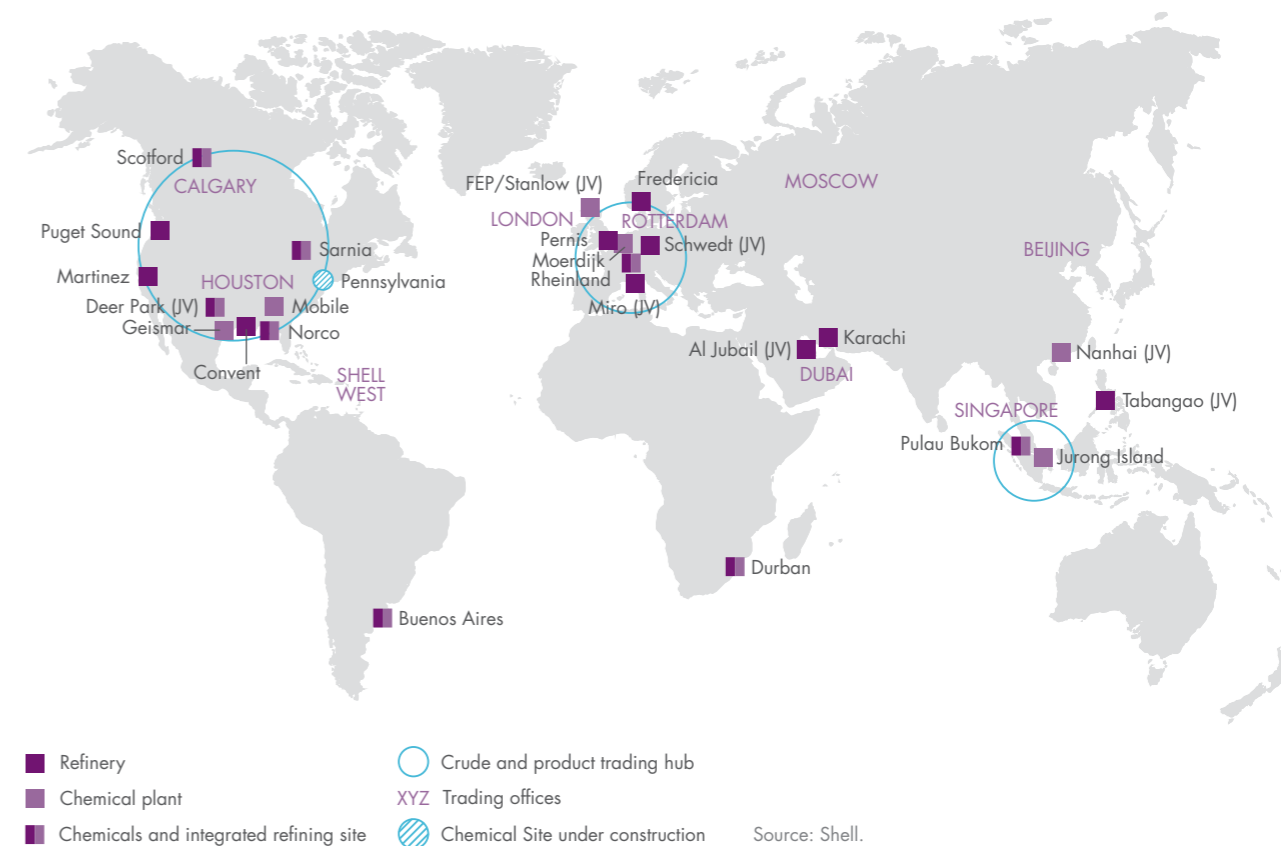 Scotford
CALGARY
Puget Sound
Sarnia
Martinez
HOUSTON
Pennsylvania
Deer Park (JV)
Mobile
Geismar
Norco
Convent
SHELL
WEST
Buenos Aires
FEP/Stanlow (JV)
Fredericia
LONDON
ROTTERDAM
Pernis
Schwedt (JV)
Moerdijk
Rheinland
Miro (JV)
MOSCOW
BEIJING
Al Jubail (JV)
Karachi
DUBAI
Nanhai (JV)
Tabangao (JV)
SINGAPORE
Pulau Bukom
Jurong Island
Durban
Refinery
Chemical plant
Chemicals and integrated refining site
Crude and product trading hub
XYZ Trading offices
Chemical Site under construction
Source: Shell.